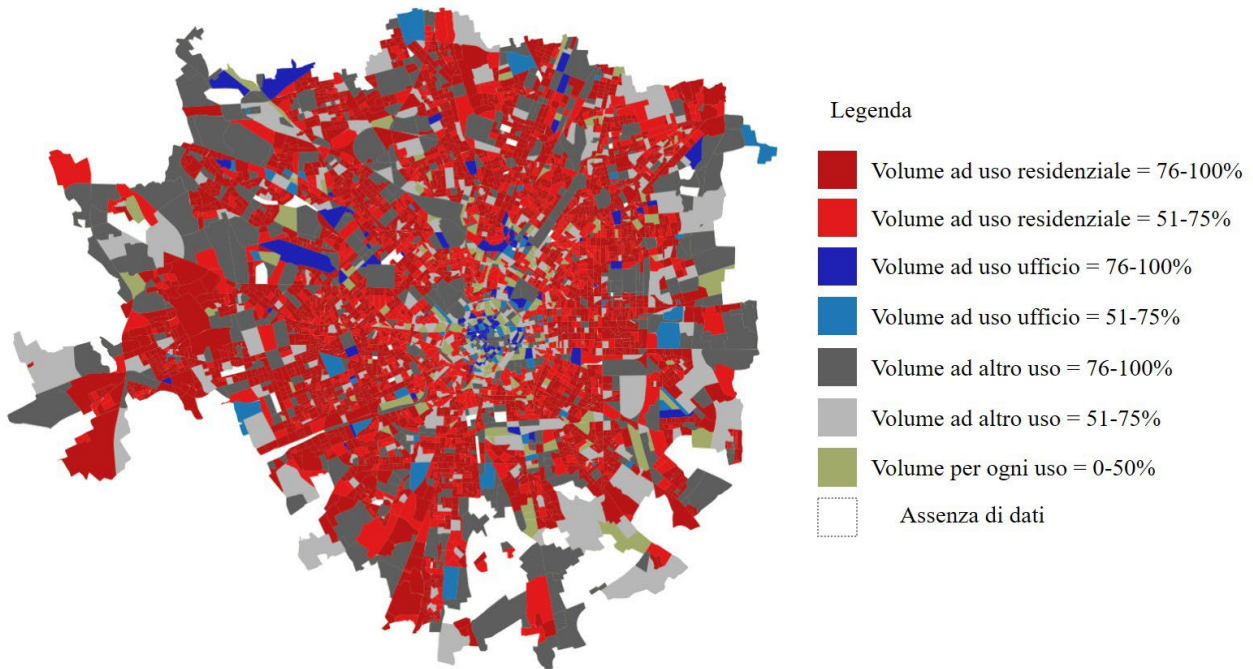 Legenda
Volume ad uso residenziale = 76-100%
Volume ad uso residenziale = 51-75%
Volume ad uso ufficio = 76-100%
Volume ad uso ufficio = 51-75%
Volume ad altro uso = 76-100%
Volume ad altro uso = 51-75%
Volume per ogni uso = 0-50%
Assenza di dati